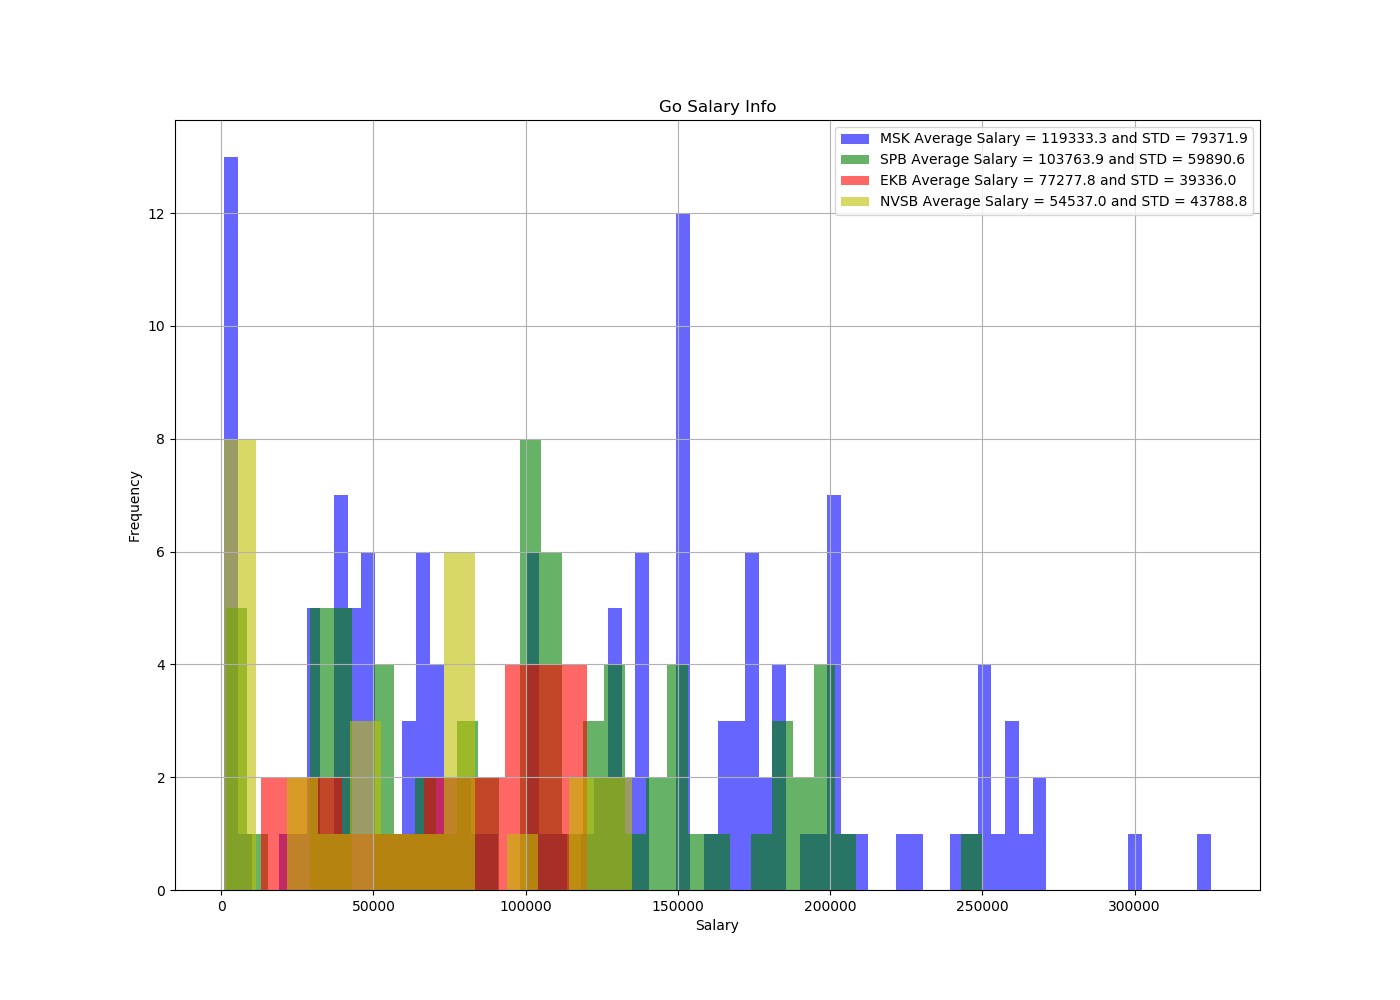 Go Salary Info
MSK Average Salary = 119333.3 and STD = 79371.9
SPB Average Salary = 103763.9 and STD = 59890.6
EKB Average Salary = 77277.8 and STD = 39336.0
NVSB Average Salary = 54537.0 and STD = 43788.8
Frequency
12
10
8
6
4
2
0
0 50000 100000 150000 200000 250000 300000
Salary